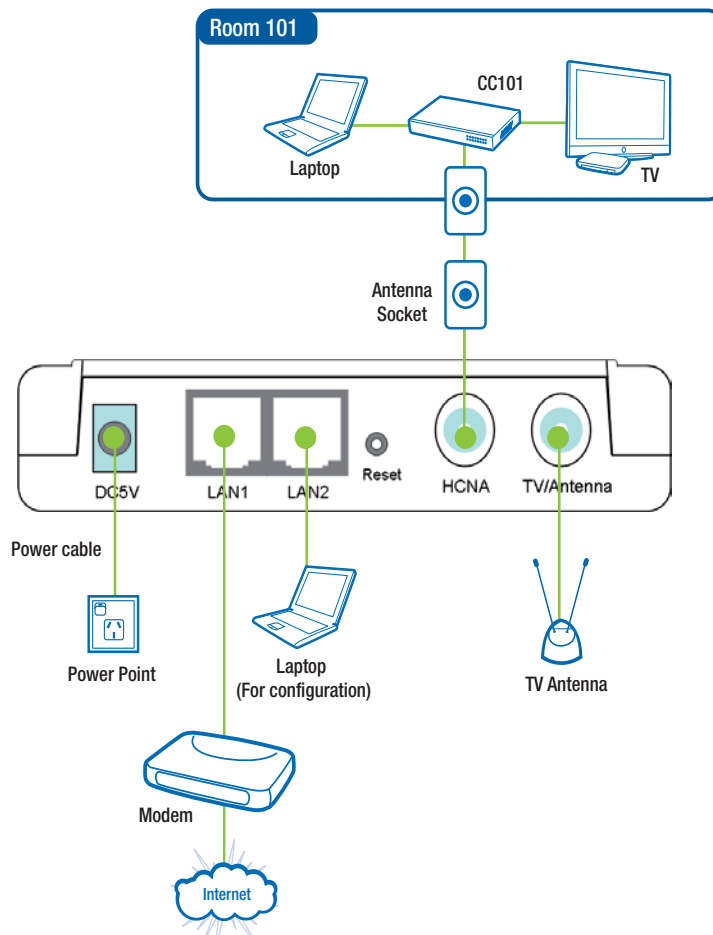 Room 101
CC101
Laptop
TV
Antenna
Socket
Reset
DC5V
LAN1
LAN2
HCNA
TV/Antenna
Power cable
Power Point
Laptop
(For configuration)
TV Antenna
Modem
Internet